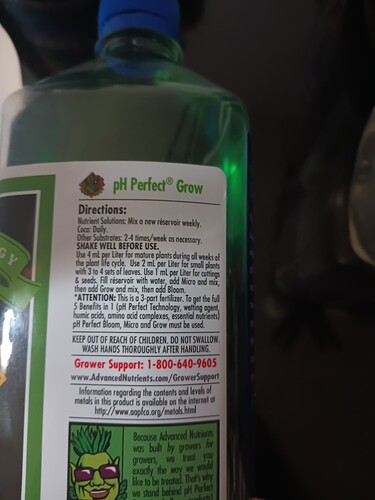 pH Perfect® Grow
Directions:
Nutrient Solutions: Mix a new réservoir weekly.
Coco: Daily.
Other Substrates: 2-4 times/week as necessary.
SHAKE WELL BEFORE USE.
Use 4 mL per Liter for mature plants during all weeks of
the plant life cycle. Use 2 mL per Liter for small plants
with 3 to 4 sets of leaves. Use 1 mL per Liter for cuttings
& seeds. Fill réservoir with water, add Micro and mix,
then add Grow and mix, then add Bloom.
*ATTENTION: This is a 3-part fertilizer. To get the full
5 Benefits in 1 (pH Perfect Technology, wetting agent,
humic acids, amino acid complexes, essential nutrients)
pH Perfect Bloom, Micro and Grow must be used.
KEEP OUT OF REACH OF CHILDREN. DO NOT SWALLOW.
WASH HANDS THOROUGHLY AFTER HANDLING.
Grower Support: 1-800-640-9605
www.AdvancedNutrients.com/GrowerSupport
Information regarding the contents and levels of
metals in this product is available on the internet at
http://www.aapfco.org/metals.html
Because Advanced Nutrients
was built by growers for
growers, we treat you
exactly the way we would
like to be treated. That's why
we stand behind pH Perfect